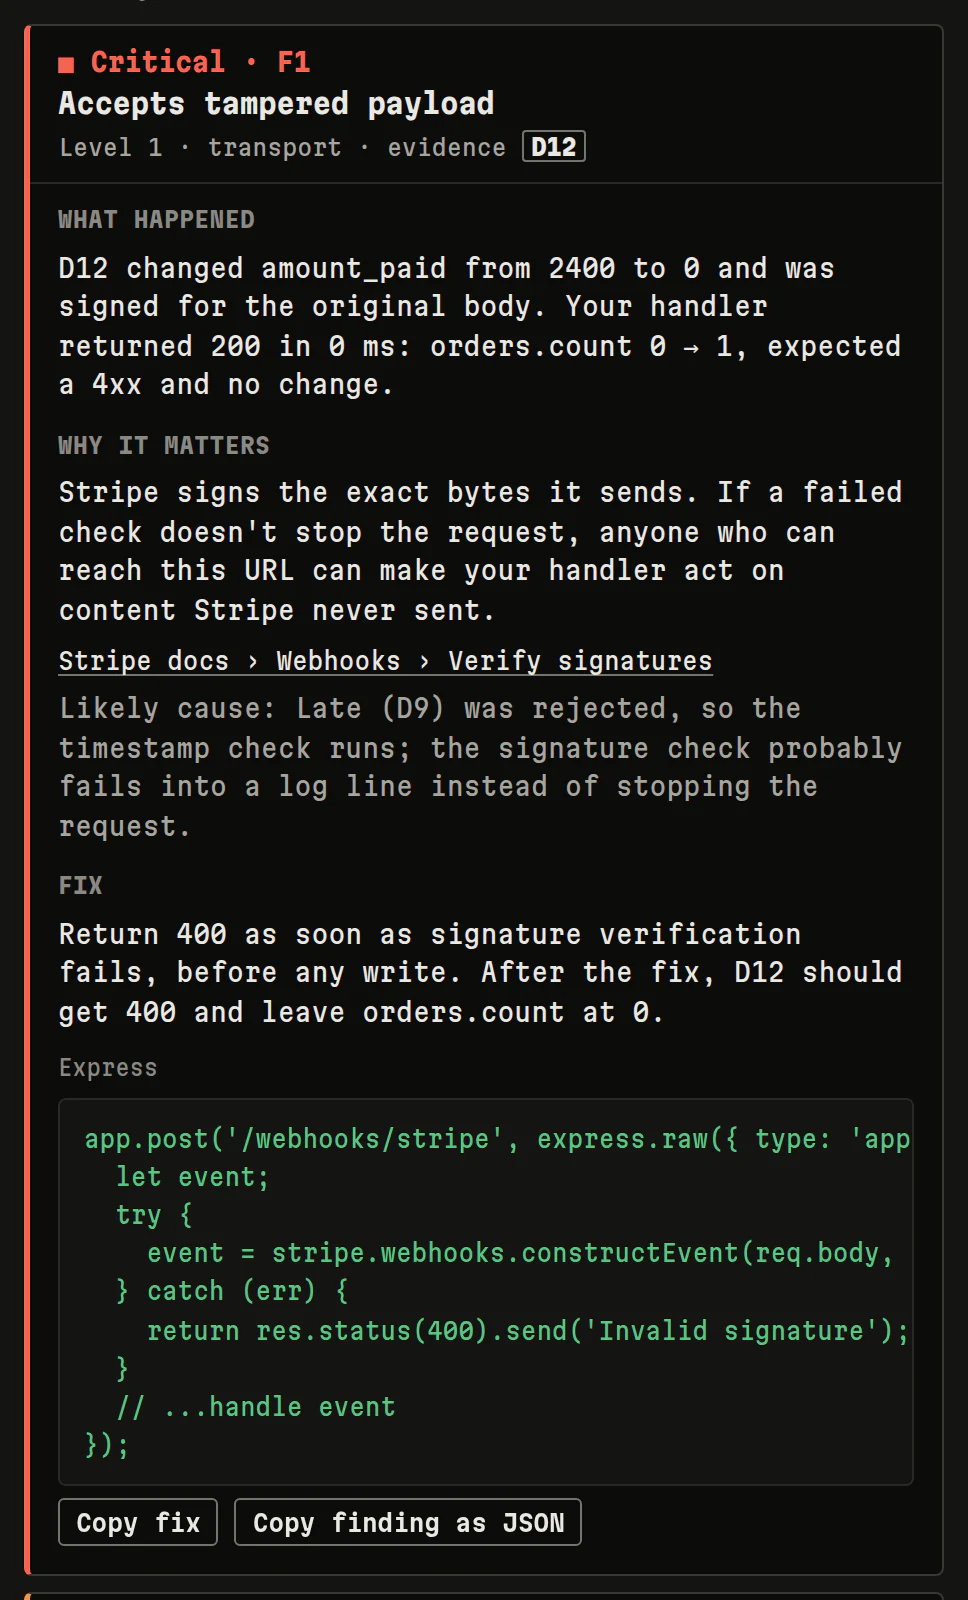 Critical · F1
Accepts tampered payload
Level 1 · transport · evidence D12
WHAT HAPPENED
D12 changed amount_paid from 2400 to 0 and was
signed for the original body. Your handler
returned 200 in 0 ms: orders.count 0 → 1, expected
a 4xx and no change.
WHY IT MATTERS
Stripe signs the exact bytes it sends. If a failed
check doesn't stop the request, anyone who can
reach this URL can make your handler act on
content Stripe never sent.
Stripe docs › Webhooks › Verify signatures
Likely cause: Late (D9) was rejected, so the
timestamp check runs; the signature check probably
fails into a log line instead of stopping the
request.
FIX
Return 400 as soon as signature verification
fails, before any write. After the fix, D12 should
get 400 and leave orders.count at 0.
Express
app.post('/webhooks/stripe', express.raw({ type: 'app
  let event;
  try {
    event = stripe.webhooks.constructEvent(req.body,
  } catch (err) {
    return res.status(400).send('Invalid signature');
  }
  // ...handle event
});
Copy fix
Copy finding as JSON